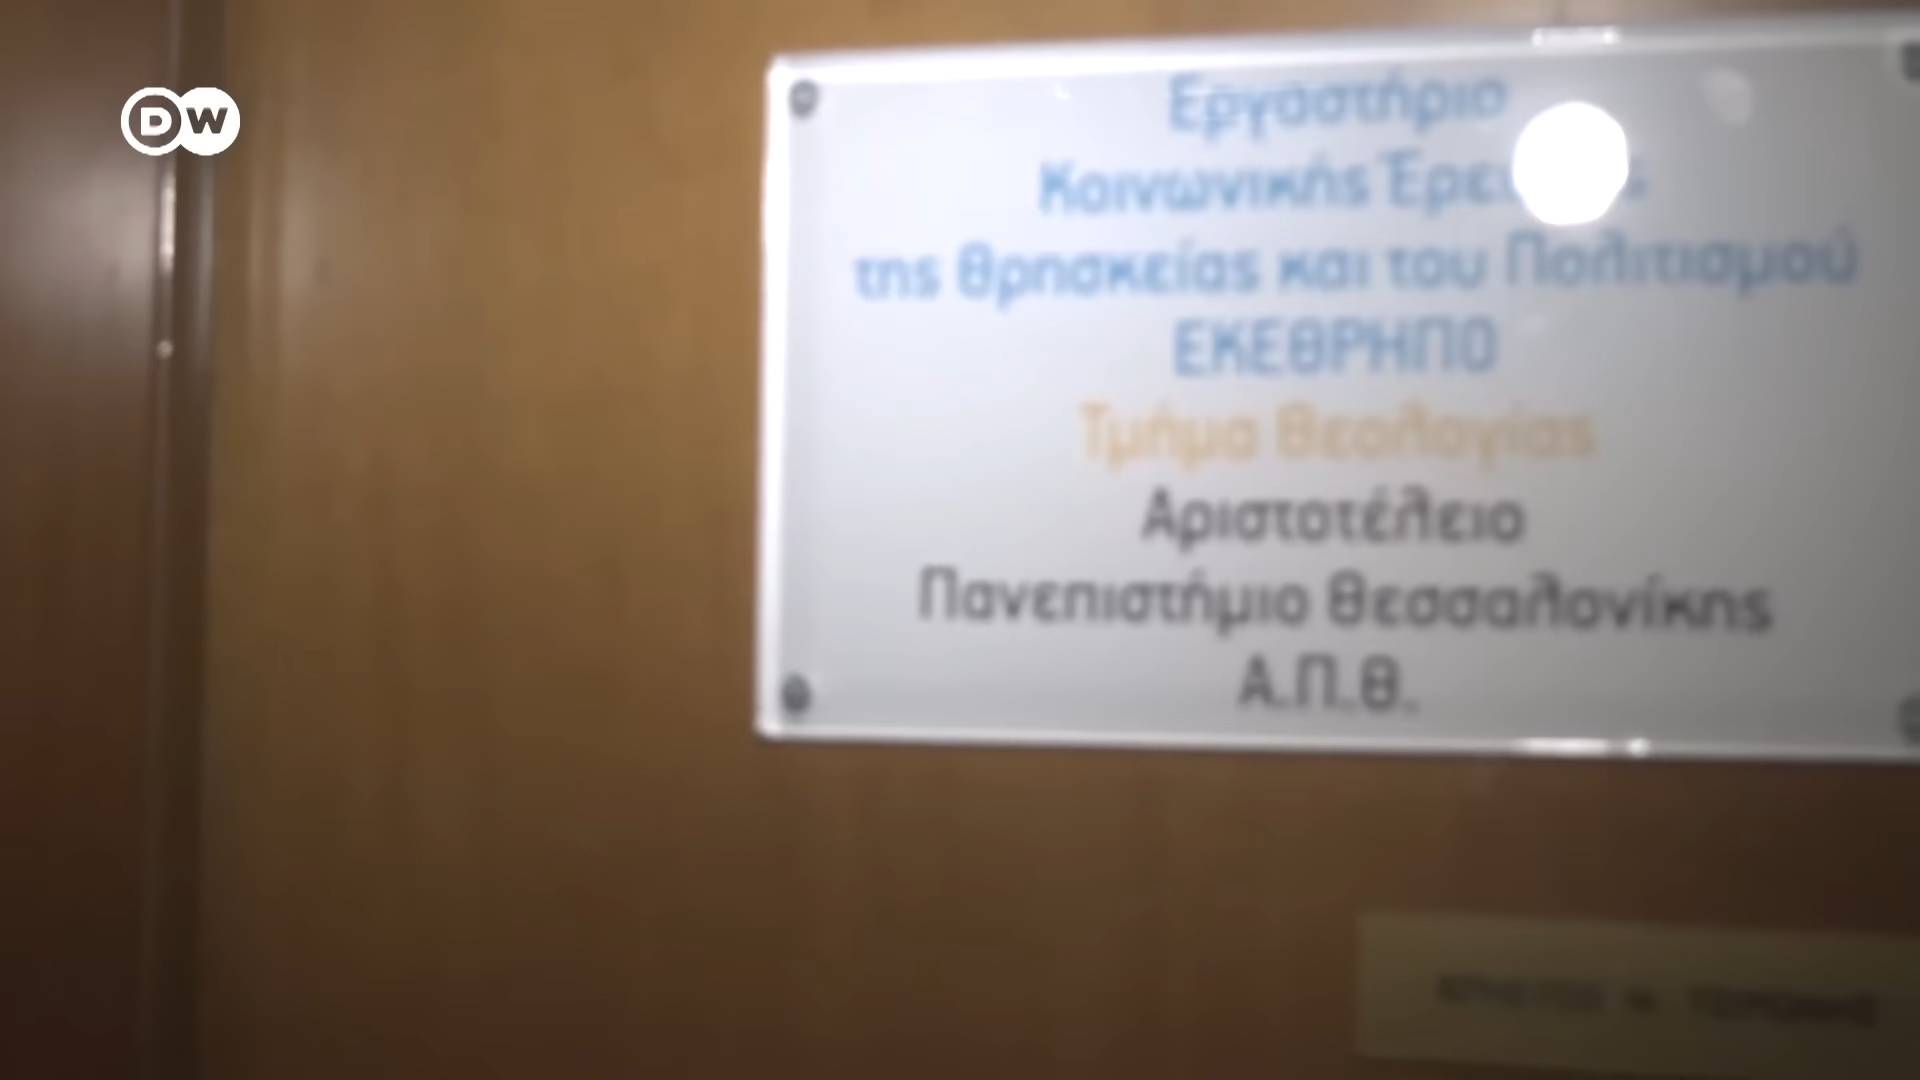 DW
Εργαστήριο
Κοινωνικής
της Θρησκείας και του Πολιτισμού
ΕΚΕΘΡΗΠΟ
Τμήμα Θεολογίας
Αριστοτέλειο
Πανεπιστήμιο Θεσσαλονίκης
Α.Π.Θ.